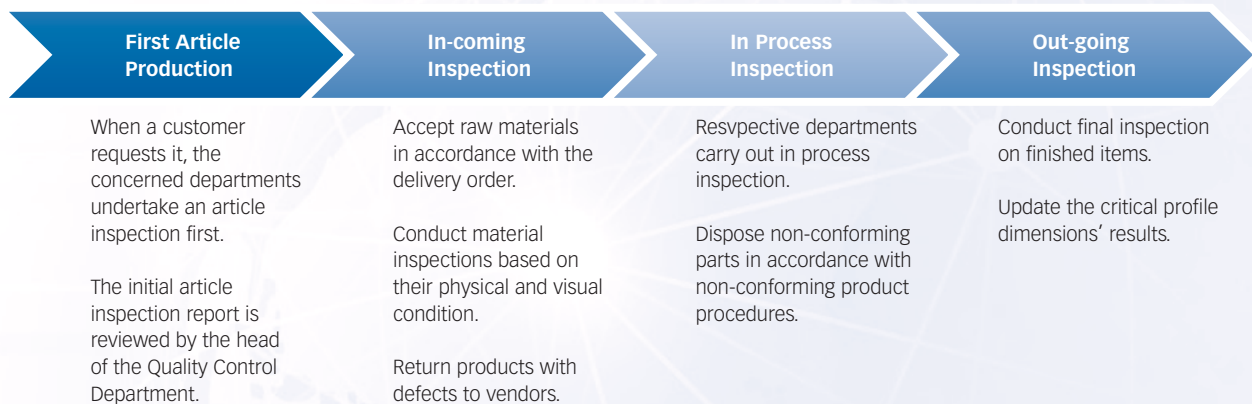 First Article
Production
In-coming
Inspection
In Process
Inspection
Out-going
Inspection
When a customer
requests it, the
concerned departments
undertake an article
inspection first.
The initial article
inspection report is
reviewed by the head
of the Quality Control
Department.
Accept raw materials
in accordance with the
delivery order.
Conduct material
inspections based on
their physical and visual
condition.
Return products with
defects to vendors.
Resvpective departments
carry out in process
inspection.
Dispose non-conforming
parts in accordance with
non-conforming product
procedures.
Conduct final inspection
on finished items.
Update the critical profile
dimensions’ results.